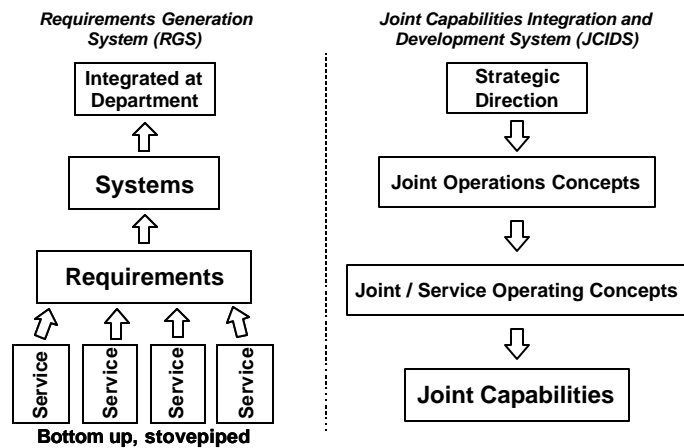 Requirements Generation
System (RGS)
Integrated at
Department
Systems
Requirements
Service
Service
Service
Service
Bottom up, stovepiped
Joint Capabilities Integration and
Development System (JCIDS)
Strategic
Direction
Joint Operations Concepts
Joint / Service Operating Concepts
Joint Capabilities